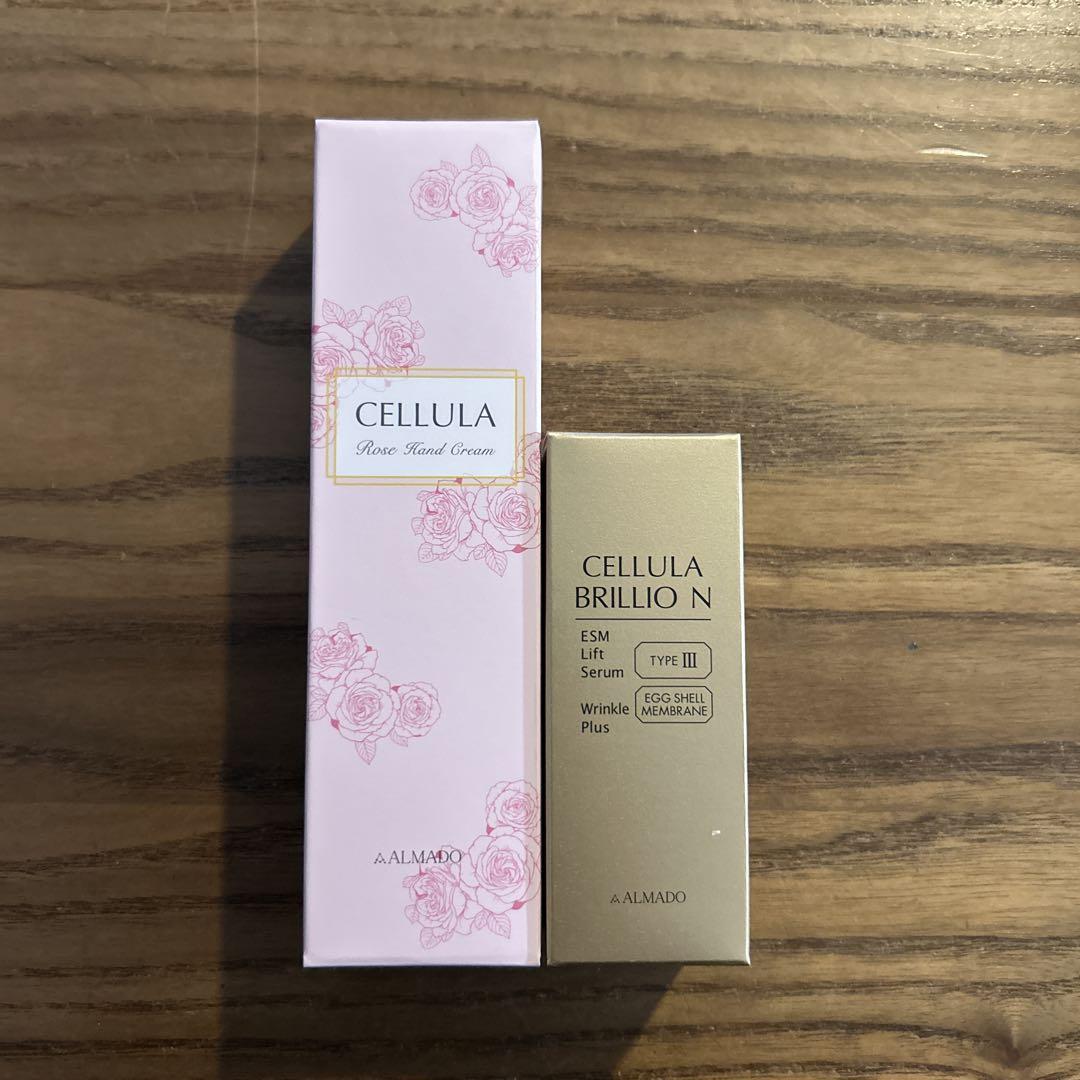 CELLULA
Rose Hand Cream
ALMADO
CELLULA
BRILLIO N
ESM
Lift
Serum
TYPE III
Wrinkle
Plus
EGG SHELL
MEMBRANE
ALMADO